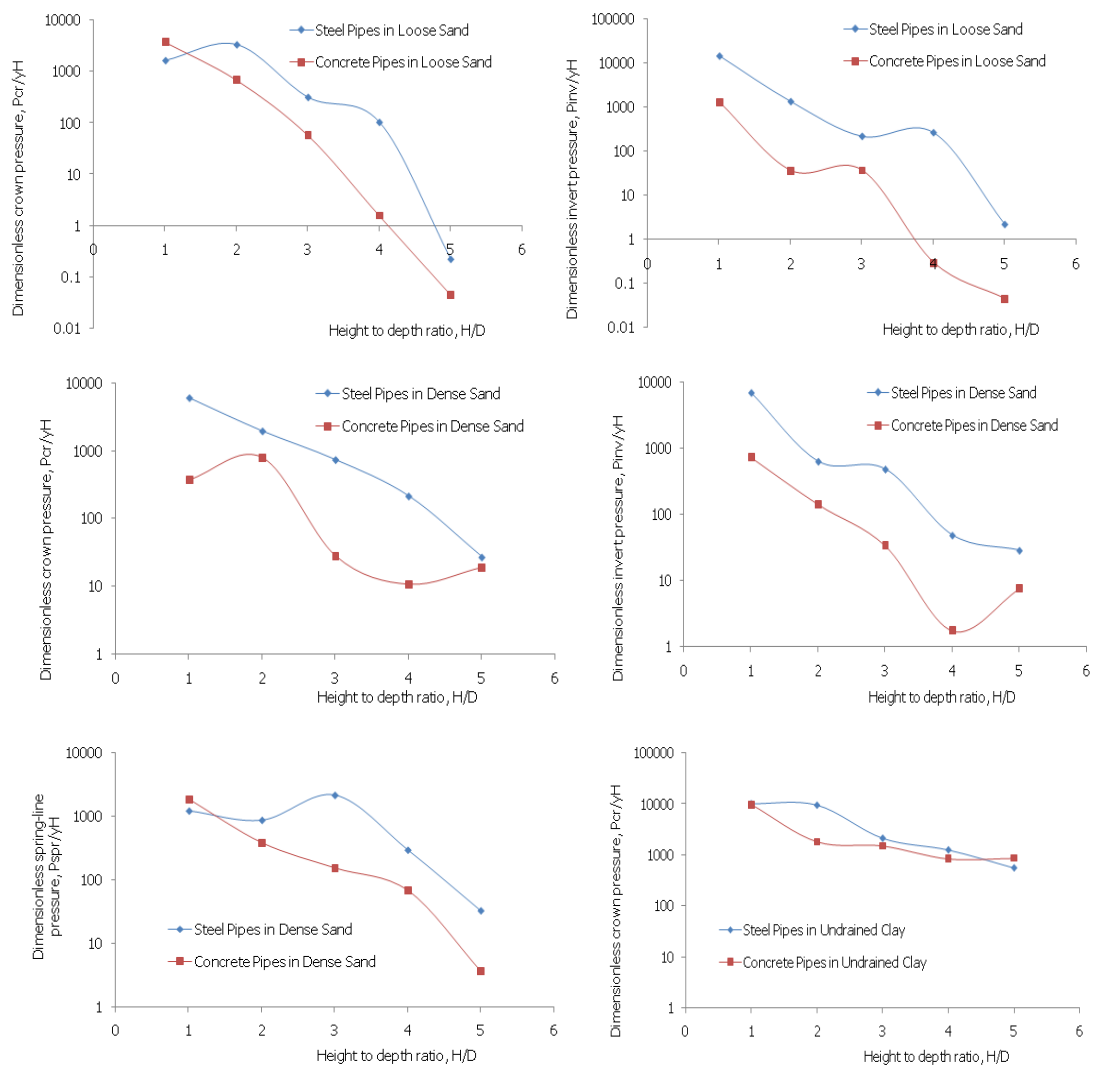 Dimensionless crown pressure, Pcr/γH
10000
1000
100
10
1
0.1
0.01
0 1 2 3 4 5 6
Steel Pipes in Loose Sand
Concrete Pipes in Loose Sand
Height to depth ratio, H/D
Dimensionless invert pressure, Pinv/γH
100000
10000
1000
100
10
1
0.1
0.01
0 1 2 3 4 5 6
Steel Pipes in Loose Sand
Concrete Pipes in Loose Sand
Height to depth ratio, H/D
Dimensionless crown pressure, Pcr/γH
10000
1000
100
10
1
0 1 2 3 4 5 6
Steel Pipes in Dense Sand
Concrete Pipes in Dense Sand
Height to depth ratio, H/D
Dimensionless invert pressure, Pinv/γH
10000
1000
100
10
1
0 1 2 3 4 5 6
Steel Pipes in Dense Sand
Concrete Pipes in Dense Sand
Height to depth ratio, H/D
Dimensionless spring-line
pressure, Pspr/γH
10000
1000
100
10
1
0 1 2 3 4 5 6
Steel Pipes in Dense Sand
Concrete Pipes in Dense Sand
Height to depth ratio, H/D
Dimensionless crown pressure, Pcr/γH
100000
10000
1000
100
10
1
0 1 2 3 4 5 6
Steel Pipes in Undrained Clay
Concrete Pipes in Undrained Clay
Height to depth ratio, H/D